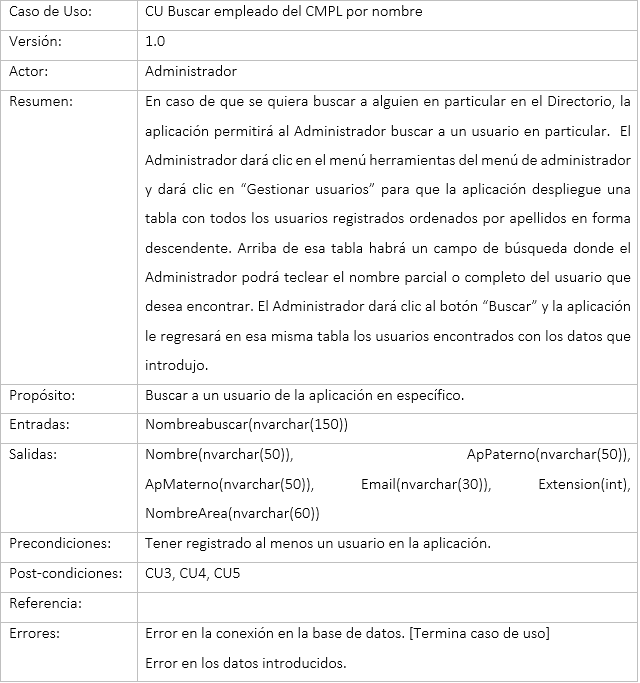 Caso de Uso: CU Buscar empleado del CMPL por nombre
Versión: 1.0
Actor: Administrador
Resumen: En caso de que se quiera buscar a alguien en particular en el Directorio, la
aplicación permitirá al Administrador buscar a un usuario en particular. El
Administrador dará clic en el menú herramientas del menú de administrador
y dará clic en “Gestionar usuarios” para que la aplicación despliegue una
tabla con todos los usuarios registrados ordenados por apellidos en forma
descendente. Arriba de esa tabla habrá un campo de búsqueda donde el
Administrador podrá teclear el nombre parcial o completo del usuario que
desea encontrar. El Administrador dará clic al botón “Buscar” y la aplicación
le regresará en esa misma tabla los usuarios encontrados con los datos que
introdujo.
Propósito: Buscar a un usuario de la aplicación en específico.
Entradas: Nombreabuscar(nvarchar(150))
Salidas: Nombre(nvarchar(50)), ApPaterno(nvarchar(50)),
ApMaterno(nvarchar(50)), Email(nvarchar(30)), Extension(int),
NombreArea(nvarchar(60))
Precondiciones: Tener registrado al menos un usuario en la aplicación.
Post-condiciones: CU3, CU4, CU5
Referencia:
Errores: Error en la conexión en la base de datos. [Termina caso de uso]
Error en los datos introducidos.